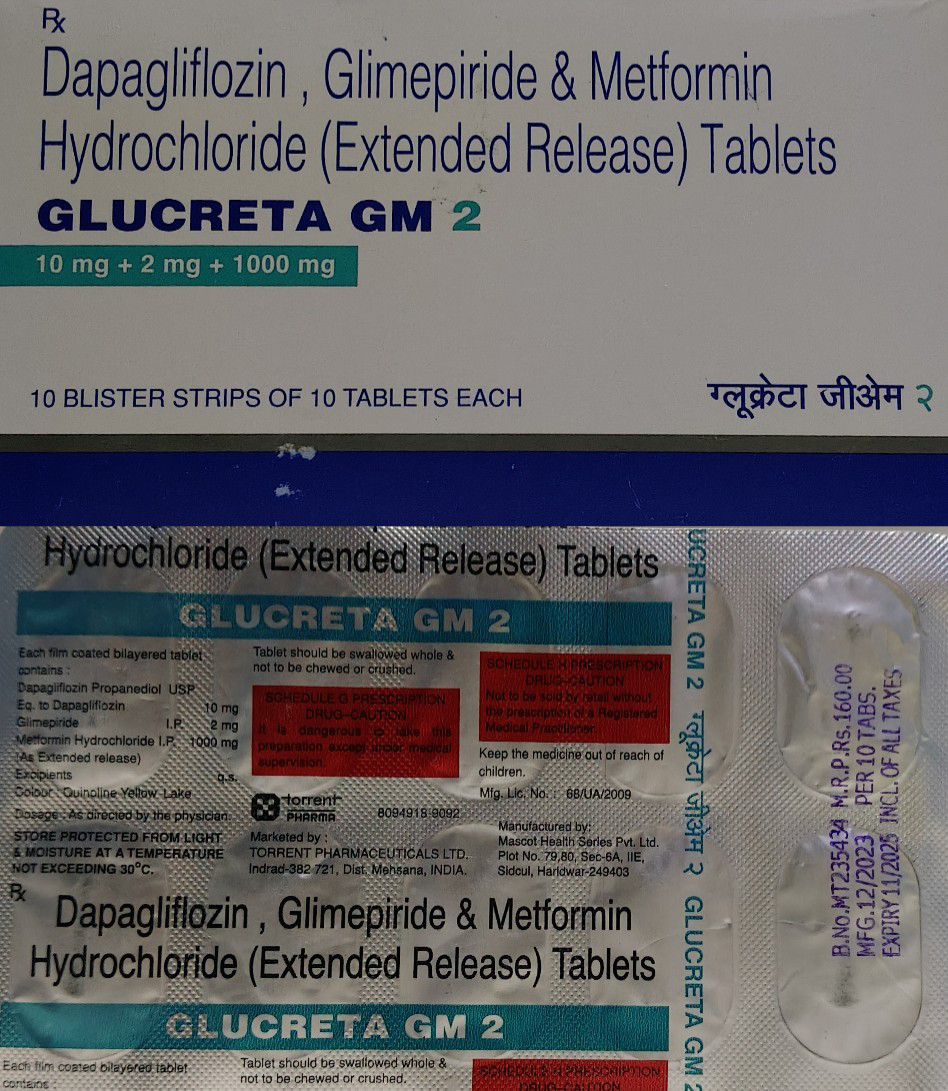 Rx
Dapagliflozin , Glimepiride & Metformin
Hydrochloride (Extended Release) Tablets
GLUCRETA GM 2
10 mg + 2 mg + 1000 mg
10 BLISTER STRIPS OF 10 TABLETS EACH
ग्लूक्रेटा जीएम २
Hydrochloride (Extended Release) Tablets
GLUCRETA GM 2
Each film coated bilayered tablet
contains :
Dapagliflozin Propanediol USP
Eq. to Dapagliflozin 10 mg
Glimepiride I.P. 2 mg
Metformin Hydrochloride I.P. 1000 mg
(As Extended release)
Excipients q.s.
Colour : Quinoline Yellow Lake
Dosage : As directed by the physician.
STORE PROTECTED FROM LIGHT
& MOISTURE AT A TEMPERATURE
NOT EXCEEDING 30°C.
Tablet should be swallowed whole &
not to be chewed or crushed.
SCHEDULE G PRESCRIPTION
DRUG-CAUTION
It is dangerous to take this
preparation except under medical
supervision.
torrent
PHARMA
8094918-9092
Marketed by :
TORRENT PHARMACEUTICALS LTD.
Indrad-382 721, Dist. Mehsana, INDIA.
SCHEDULE H PRESCRIPTION
DRUG-CAUTION
Not to be sold by retail without
the prescription of a Registered
Medical Practitioner.
Keep the medicine out of reach of
children.
Mfg. Lic. No. : 68/UA/2009
Manufactured by:
Mascot Health Series Pvt. Ltd.
Plot No. 79,80, Sec-6A, IIE,
Sidcul, Haridwar-249403
UCRETA GM 2 ग्लूक्रेटा जीएम २ GLUCRETA GM 2
B.No.MT235434 M.R.P.Rs.160.00
MFG.12/2023 PER 10 TABS.
EXPIRY11/2025 INCL. OF ALL TAXES
Rx
Dapagliflozin , Glimepiride & Metformin
Hydrochloride (Extended Release) Tablets
GLUCRETA GM 2
Each film coated bilayered tablet
contains :
Tablet should be swallowed whole &
not to be chewed or crushed.
SCHEDULE H PRESCRIPTION
DRUG-CAUTION